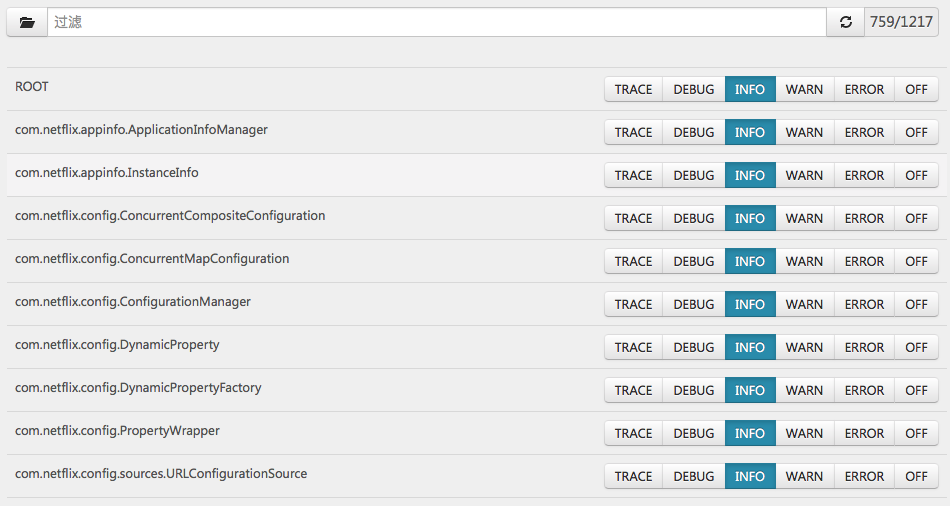 过滤 759/1217
ROOT TRACE DEBUG INFO WARN ERROR OFF
com.netflix.appinfo.ApplicationInfoManager TRACE DEBUG INFO WARN ERROR OFF
com.netflix.appinfo.InstanceInfo TRACE DEBUG INFO WARN ERROR OFF
com.netflix.config.ConcurrentCompositeConfiguration TRACE DEBUG INFO WARN ERROR OFF
com.netflix.config.ConcurrentMapConfiguration TRACE DEBUG INFO WARN ERROR OFF
com.netflix.config.ConfigurationManager TRACE DEBUG INFO WARN ERROR OFF
com.netflix.config.DynamicProperty TRACE DEBUG INFO WARN ERROR OFF
com.netflix.config.DynamicPropertyFactory TRACE DEBUG INFO WARN ERROR OFF
com.netflix.config.PropertyWrapper TRACE DEBUG INFO WARN ERROR OFF
com.netflix.config.sources.URLConfigurationSource TRACE DEBUG INFO WARN ERROR OFF